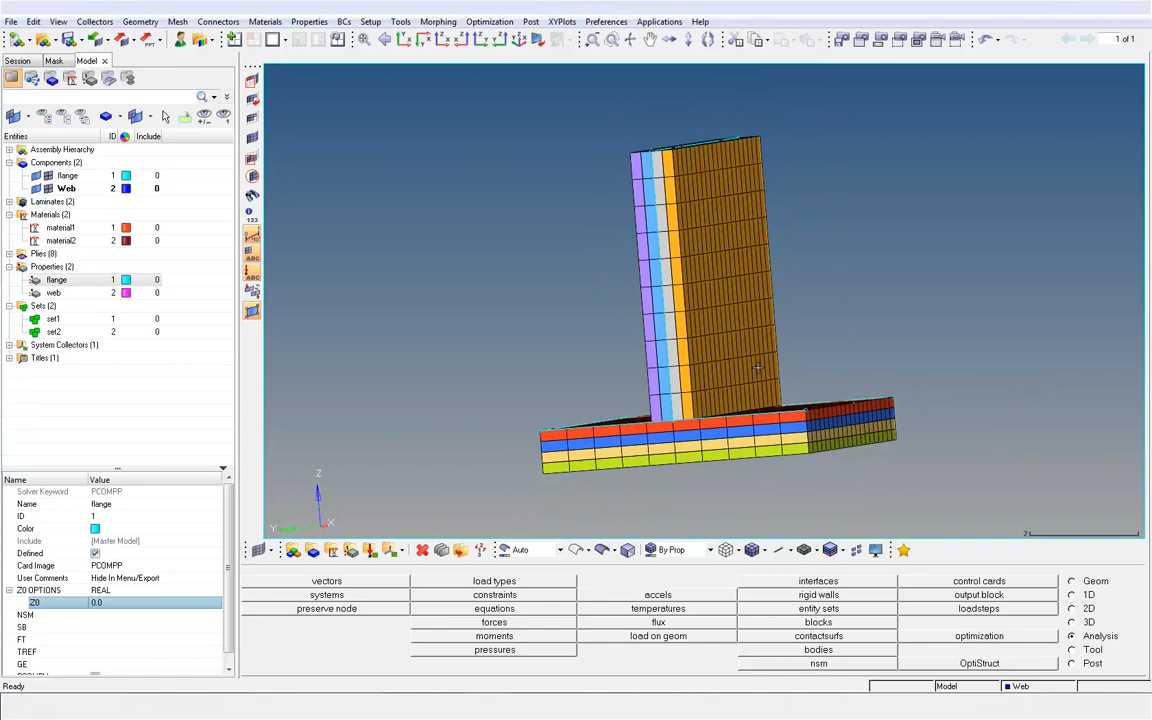 File Edit View Collectors Geometry Mesh Connectors Materials Properties BCs Setup Tools Morphing Optimization Post XYPlots Preferences Applications Help
1 of 1
Session Mask Model
Entities ID Include
Assembly Hierarchy
Components (2)
flange 1 0
Web 2 0
Laminates (2)
Materials (2)
material1 1 0
material2 2 0
Plies (8)
Properties (2)
flange 1 0
web 2 0
Sets (2)
set1 1 0
set2 2 0
System Collectors (1)
Titles (1)
Name Value
Solver Keyword PCOMPP
Name flange
ID 1
Color
Include [Master Model]
Defined
Card Image PCOMPP
User Comments Hide In Menu/Export
Z0 OPTIONS REAL
Z0 0.0
NSM
SB
FT
TREF
GE
Z
Y
X
Auto
By Prop
vectors load types interfaces control cards Geom
systems constraints accels rigid walls output block 1D
preserve node equations temperatures entity sets loadsteps 2D
forces flux blocks 3D
moments load on geom contactsurfs optimization Analysis
pressures bodies Tool
nsm OptiStruct Post
Ready Model Web